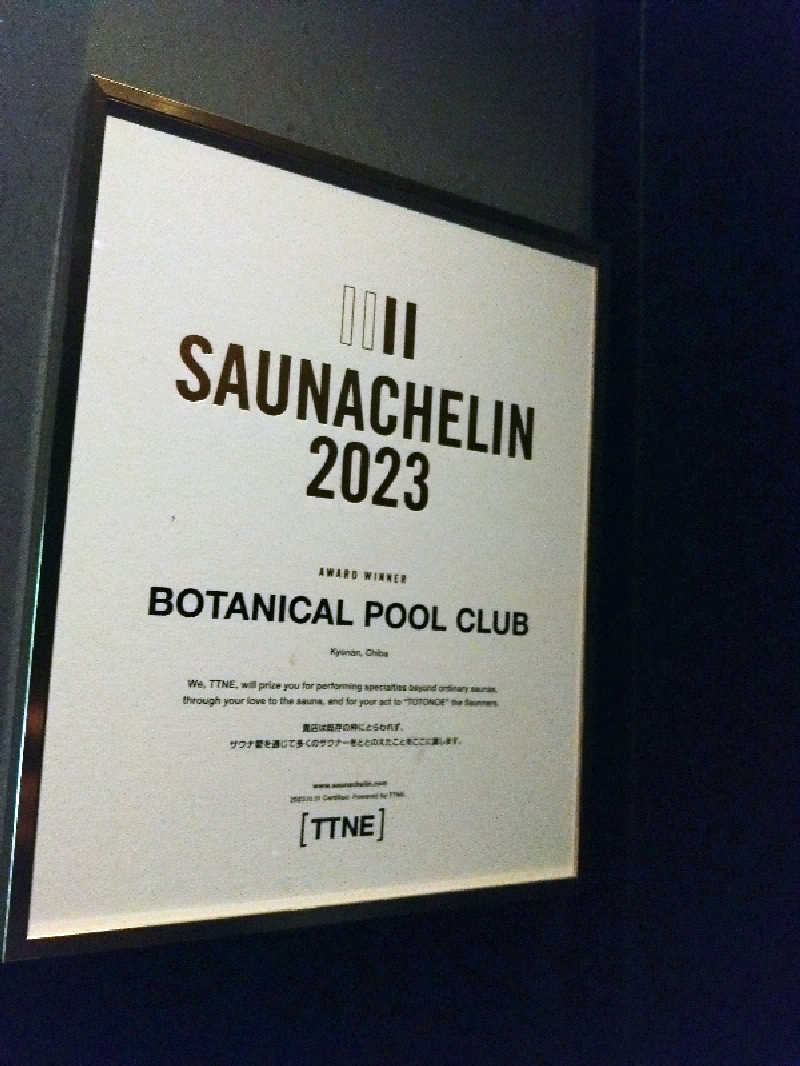 SAUNACHELIN
2023
AWARD WINNER
BOTANICAL POOL CLUB
Kyonan, Chiba
We, TTNE, will prize you for performing specialties beyond ordinary saunas,
through your love to the sauna, and for your act to "TOTONOE" the Saunners.
貴店は既存の枠にとらわれず、
サウナ愛を通じて多くのサウナーをととのえたことをここに讃します。
www.saunachelin.com
Certified. Powered by TTNE.
[TTNE]